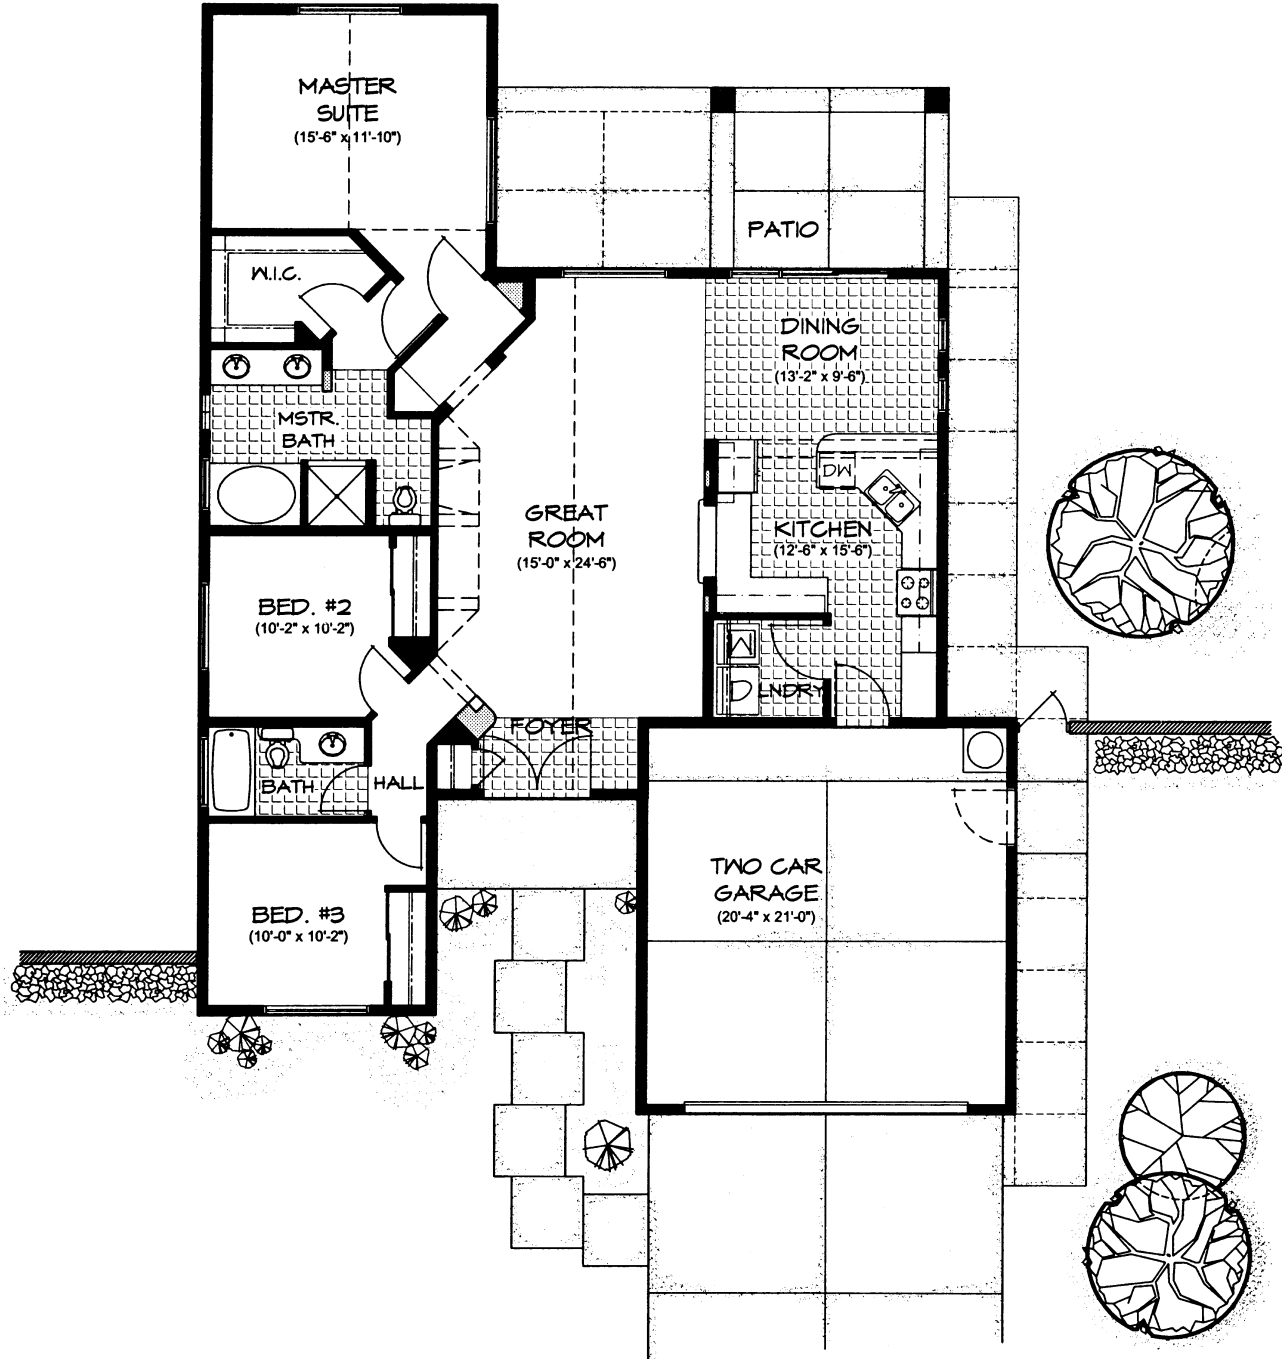 MASTER
SUITE
(15'-6" x 11'-10")
PATIO
W.I.C.
DINING
ROOM
(13'-2" x 9'-6")
MSTR.
BATH
DW
GREAT
ROOM
(15'-0" x 24'-6")
KITCHEN
(12'-6" x 15'-6")
BED. #2
(10'-2" x 10'-2")
LNDRY
FOYER
BATH
HALL
TWO CAR
GARAGE
(20'-4" x 21'-0")
BED. #3
(10'-0" x 10'-2")